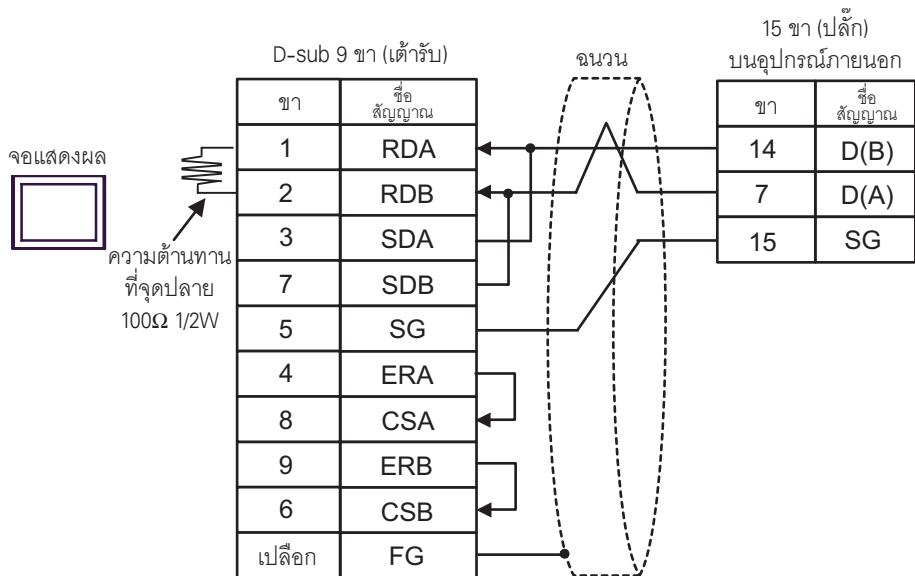 15 ขา (ปลั๊ก)
บนอุปกรณ์ภายนอก
D-sub 9 ขา (เต้ารับ)
ฉนวน
ขา ชื่อสัญญาณ
1 RDA
2 RDB
3 SDA
7 SDB
5 SG
4 ERA
8 CSA
9 ERB
6 CSB
เปลือก FG
ขา ชื่อสัญญาณ
14 D(B)
7 D(A)
15 SG
จอแสดงผล
ความต้านทาน
ที่จุดปลาย
100Ω 1/2W